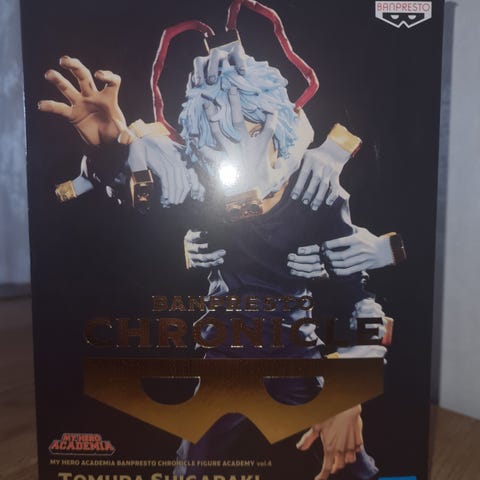 BANPRESTO
BANPRESTO
CHRONICLE
MY HERO
ACADEMIA
MY HERO ACADEMIA BANPRESTO CHRONICLE FIGURE ACADEMY vol.4
TOMURA SHIGARAKI